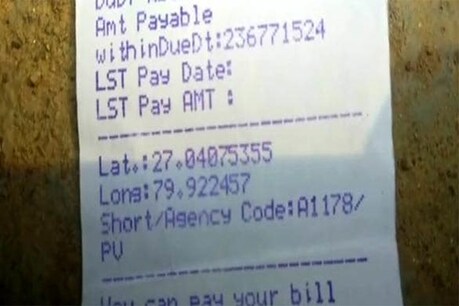 Amt Payable
withinDueDt:236771524
LST Pay Date:
LST Pay AMT :
Lat.:27.04075355
Long:79.922457
Short/Agency Code:A1178/
PV
You can pay your bill